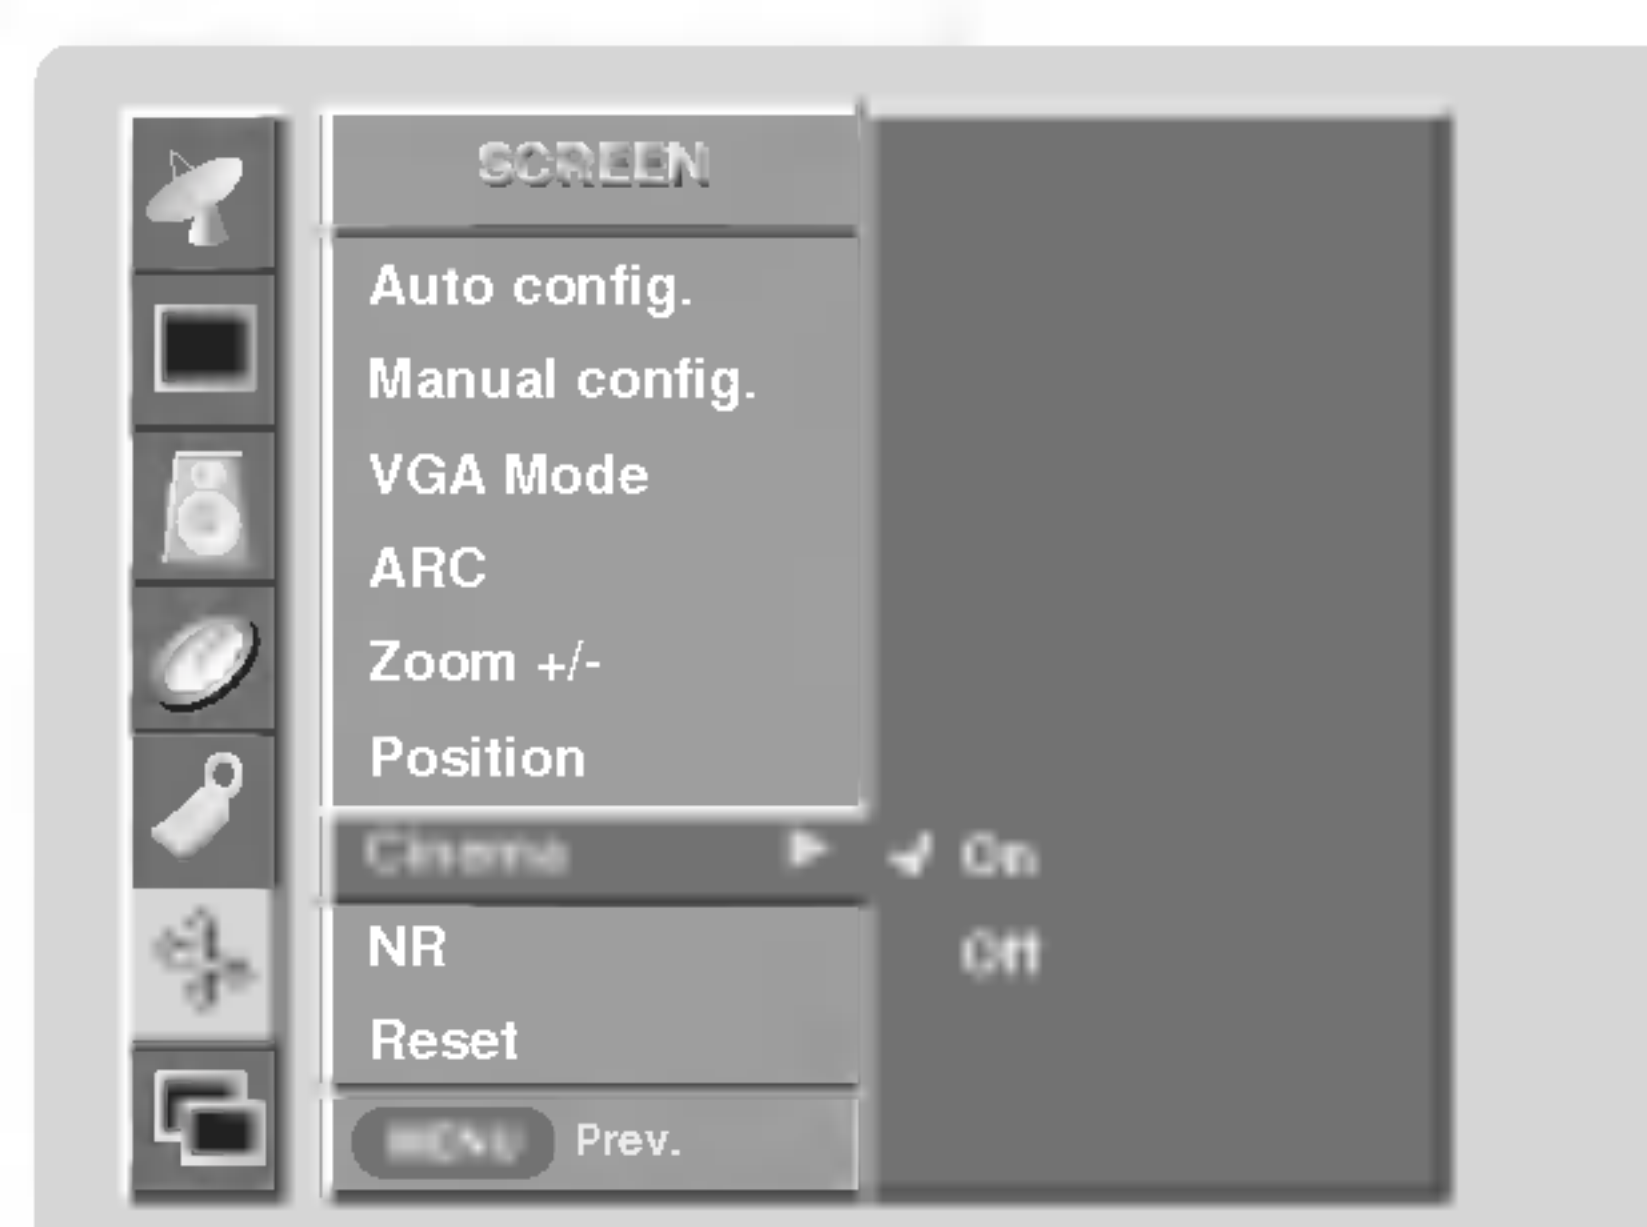 SCREEN
Auto config.
Manual config.
VGA Mode
ARC
Zoom +/-
Position
Cinema
On
Off
NR
Reset
MENU Prev.